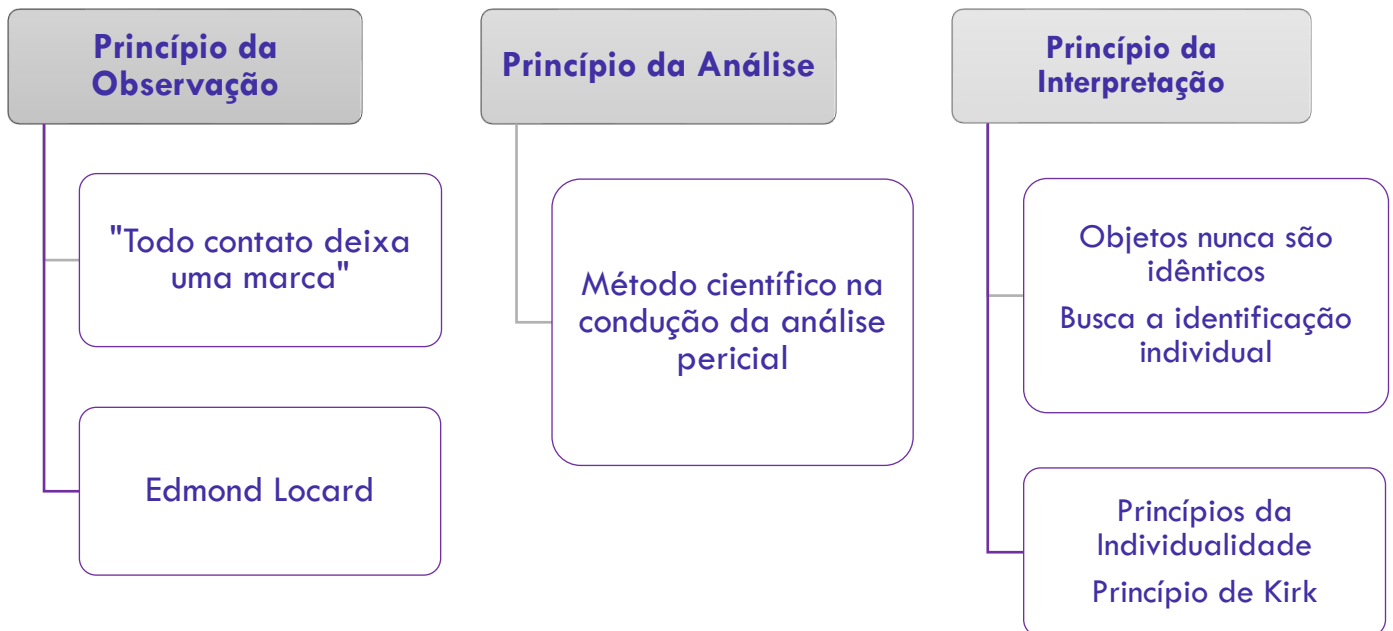 Princípio da
Observação
"Todo contato deixa
uma marca"
Edmond Locard
Princípio da Análise
Método científico na
condução da análise
pericial
Princípio da
Interpretação
Objetos nunca são
idênticos
Busca a identificação
individual
Princípios da
Individualidade
Princípio de Kirk